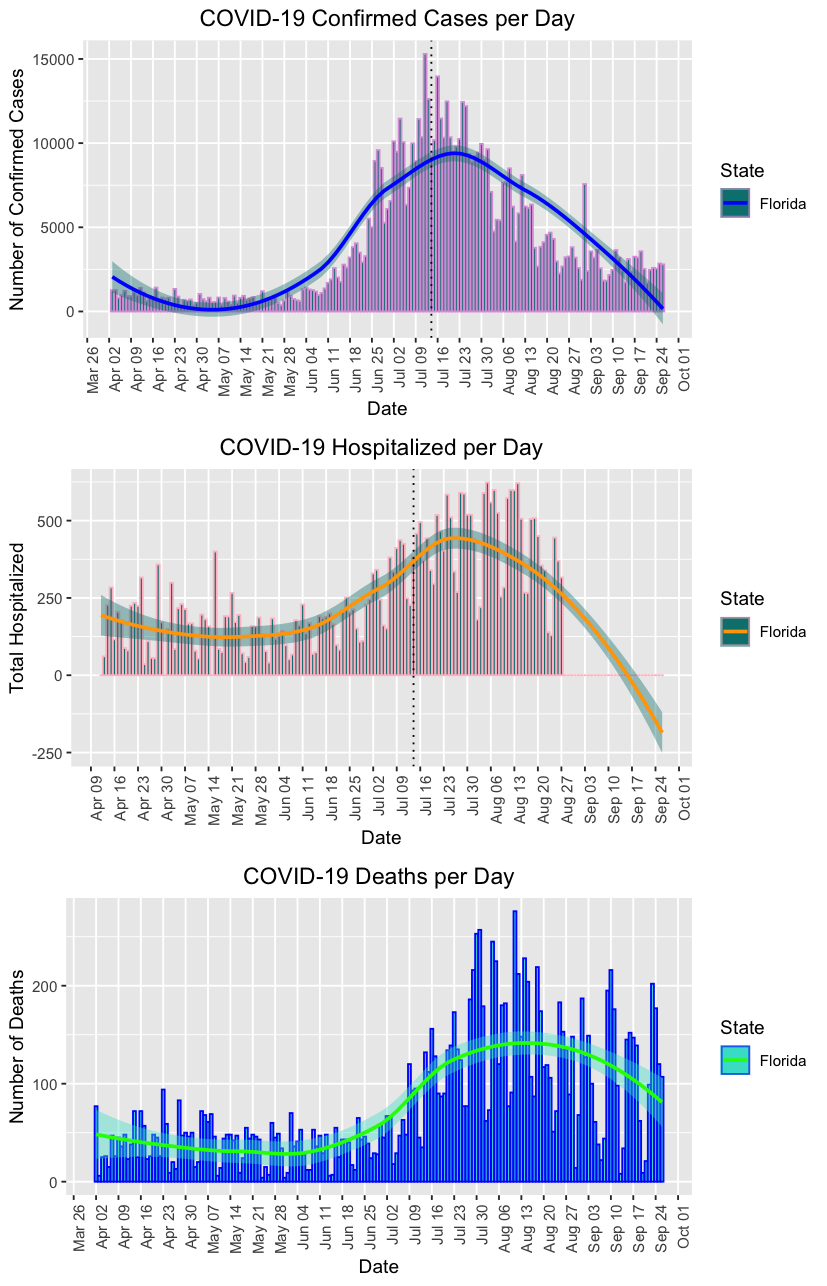 COVID-19 Confirmed Cases per Day
Number of Confirmed Cases
15000
10000
5000
0
Mar 26
Apr 02
Apr 09
Apr 16
Apr 23
Apr 30
May 07
May 14
May 21
May 28
Jun 04
Jun 11
Jun 18
Jun 25
Jul 02
Jul 09
Jul 16
Jul 23
Jul 30
Aug 06
Aug 13
Aug 20
Aug 27
Sep 03
Sep 10
Sep 17
Sep 24
Oct 01
Date
State
Florida
COVID-19 Hospitalized per Day
Total Hospitalized
500
250
0
-250
Apr 09
Apr 16
Apr 23
Apr 30
May 07
May 14
May 21
May 28
Jun 04
Jun 11
Jun 18
Jun 25
Jul 02
Jul 09
Jul 16
Jul 23
Jul 30
Aug 06
Aug 13
Aug 20
Aug 27
Sep 03
Sep 10
Sep 17
Sep 24
Oct 01
Date
State
Florida
COVID-19 Deaths per Day
Number of Deaths
200
100
0
Mar 26
Apr 02
Apr 09
Apr 16
Apr 23
Apr 30
May 07
May 14
May 21
May 28
Jun 04
Jun 11
Jun 18
Jun 25
Jul 02
Jul 09
Jul 16
Jul 23
Jul 30
Aug 06
Aug 13
Aug 20
Aug 27
Sep 03
Sep 10
Sep 17
Sep 24
Oct 01
Date
State
Florida